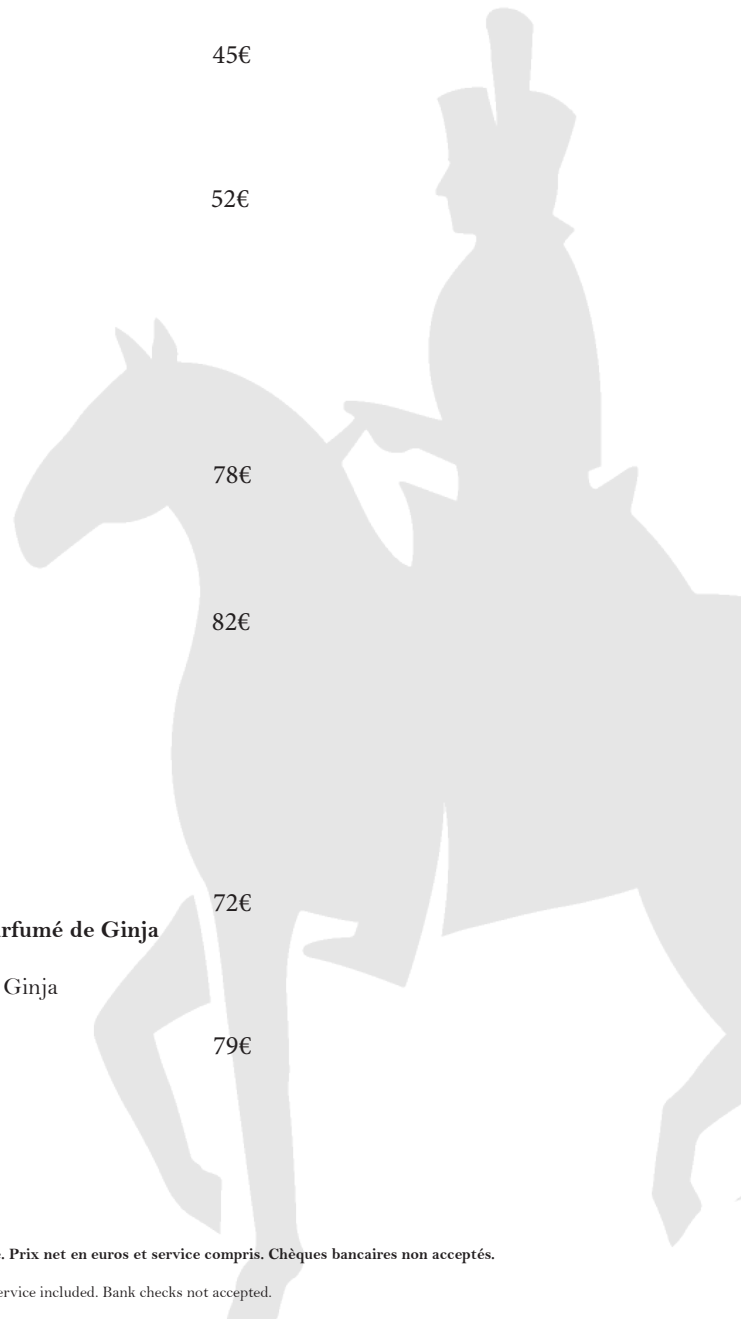 45€
52€
78€
82€
72€
rfumé de Ginja
Ginja
79€
. Prix net en euros et service compris. Chèques bancaires non acceptés.
ervice included. Bank checks not accepted.